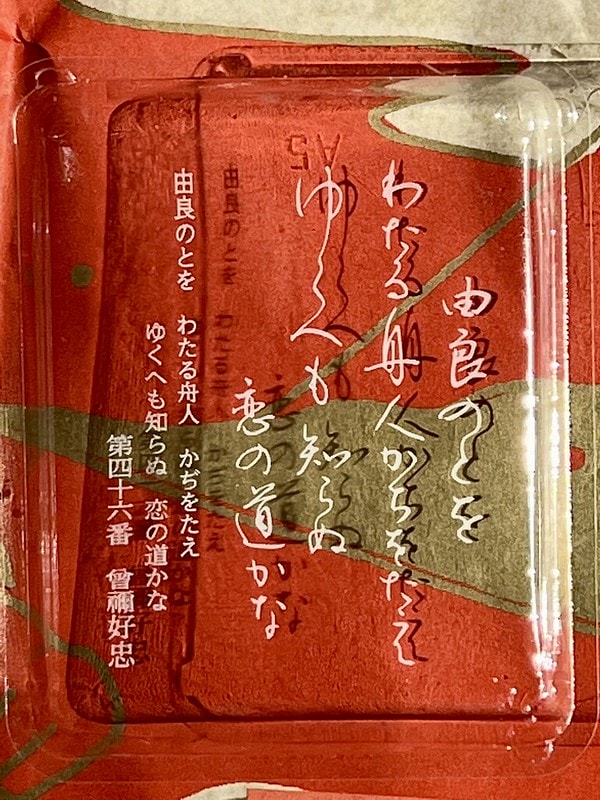 由良のとを
わたる舟人かちをたえ
ゆくへも知らぬ
恋の道かな
由良のとを わたる舟人 かぢをたえ
ゆくへも知らぬ 恋の道かな
第四十六番 曾禰好忠
A5